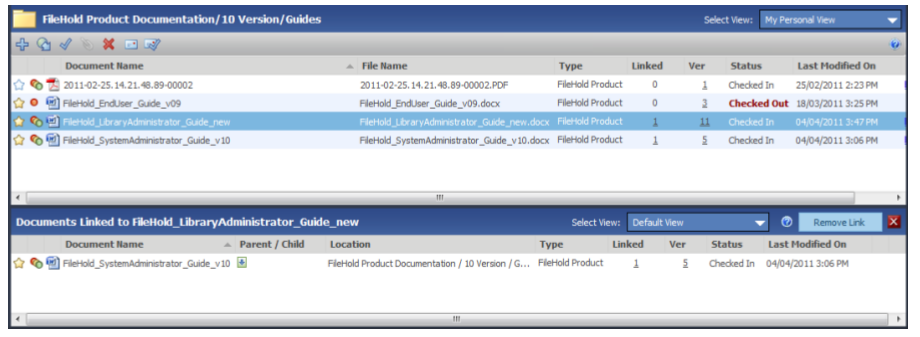 FileHold Product Documentation/10 Version/Guides Select View: My Personal View
Document Name File Name Type Linked Ver Status Last Modified On
2011-02-25.14.21.48.89-00002 2011-02-25.14.21.48.89-00002.PDF FileHold Product 0 1 Checked In 25/02/2011 2:23 PM
FileHold_EndUser_Guide_v09 FileHold_EndUser_Guide_v09.docx FileHold Product 0 3 Checked Out 18/03/2011 3:25 PM
FileHold_LibraryAdministrator_Guide_new FileHold_LibraryAdministrator_Guide_new.docx FileHold Product 1 11 Checked In 04/04/2011 3:47 PM
FileHold_SystemAdministrator_Guide_v10 FileHold_SystemAdministrator_Guide_v10.docx FileHold Product 1 5 Checked In 04/04/2011 3:06 PM
Documents Linked to FileHold_LibraryAdministrator_Guide_new Select View: Default View Remove Link
Document Name Parent / Child Location Type Linked Ver Status Last Modified On
FileHold_SystemAdministrator_Guide_v10 FileHold Product Documentation / 10 Version / G... FileHold Product 1 5 Checked In 04/04/2011 3:06 PM